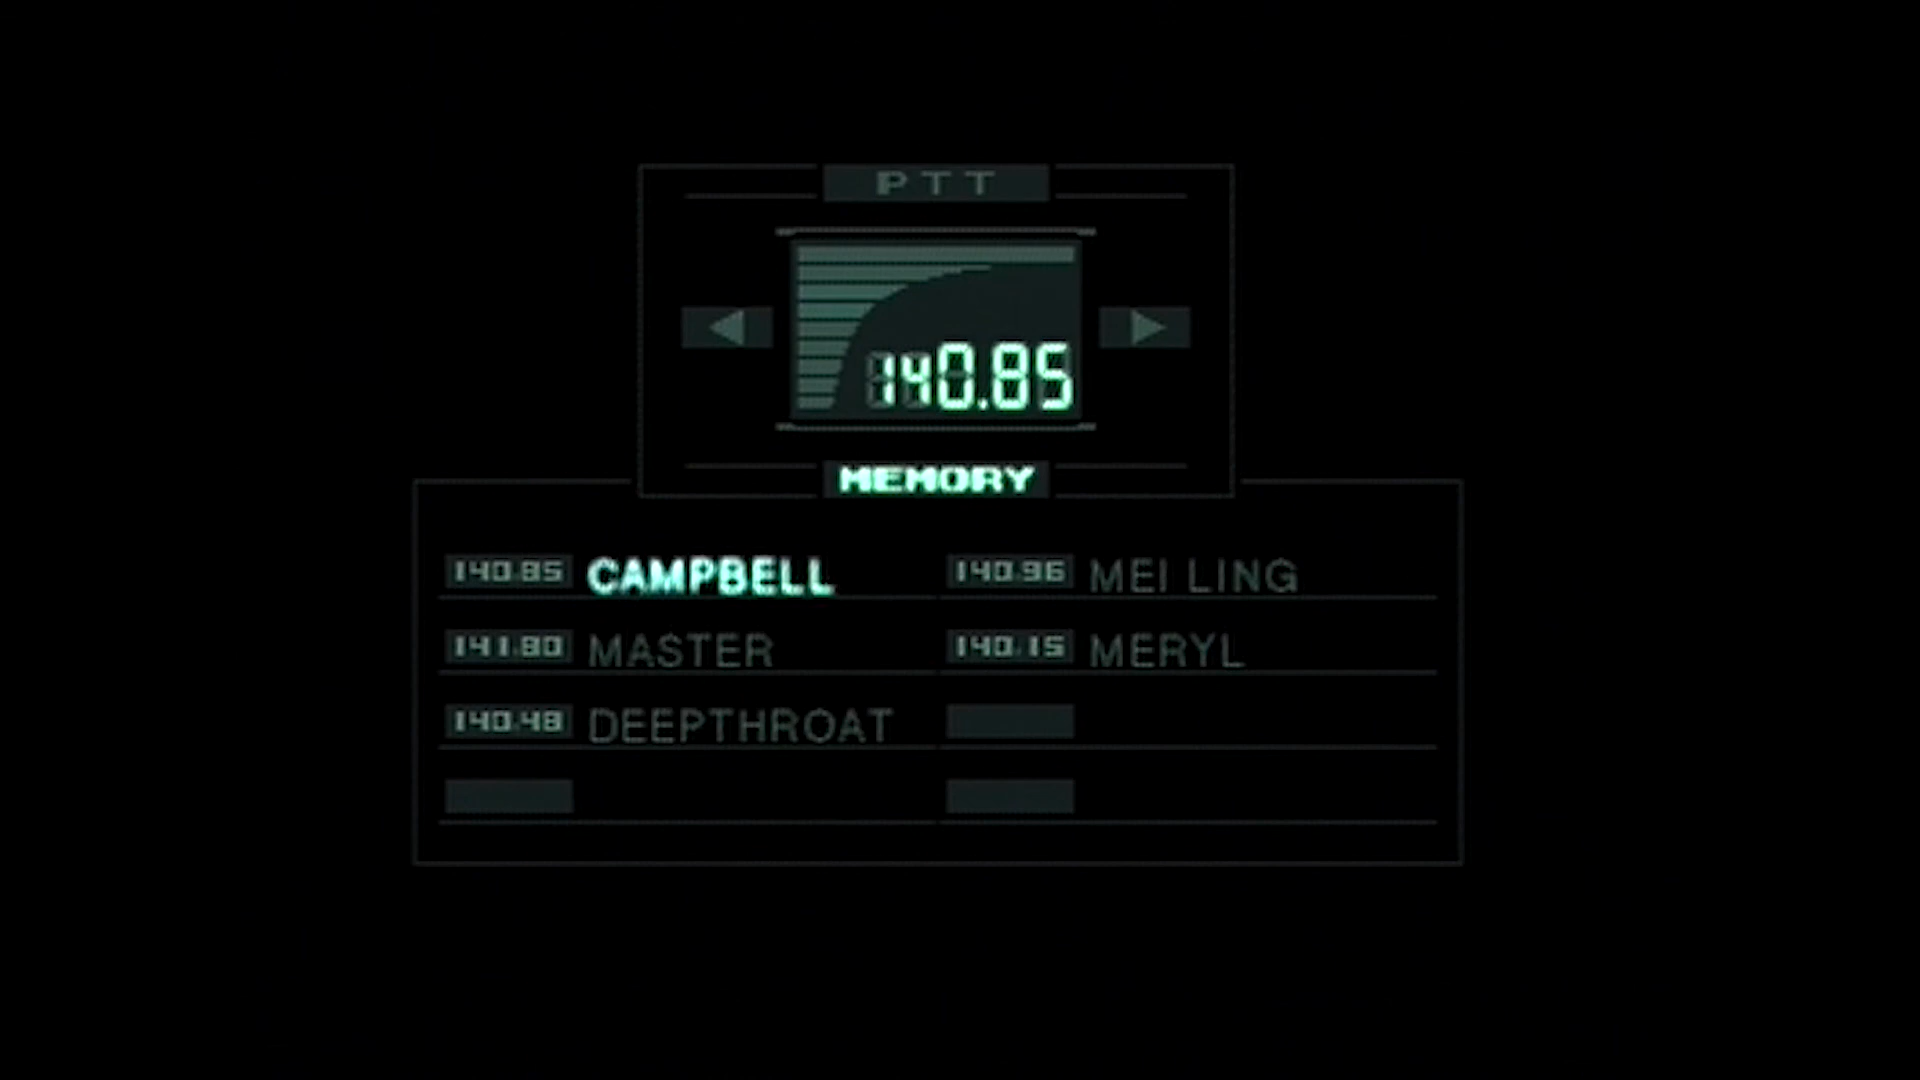 PTT
140.85
MEMORY
140.85 CAMPBELL 140.96 MEI LING
141.80 MASTER 140.15 MERYL
140.48 DEEPTHROAT